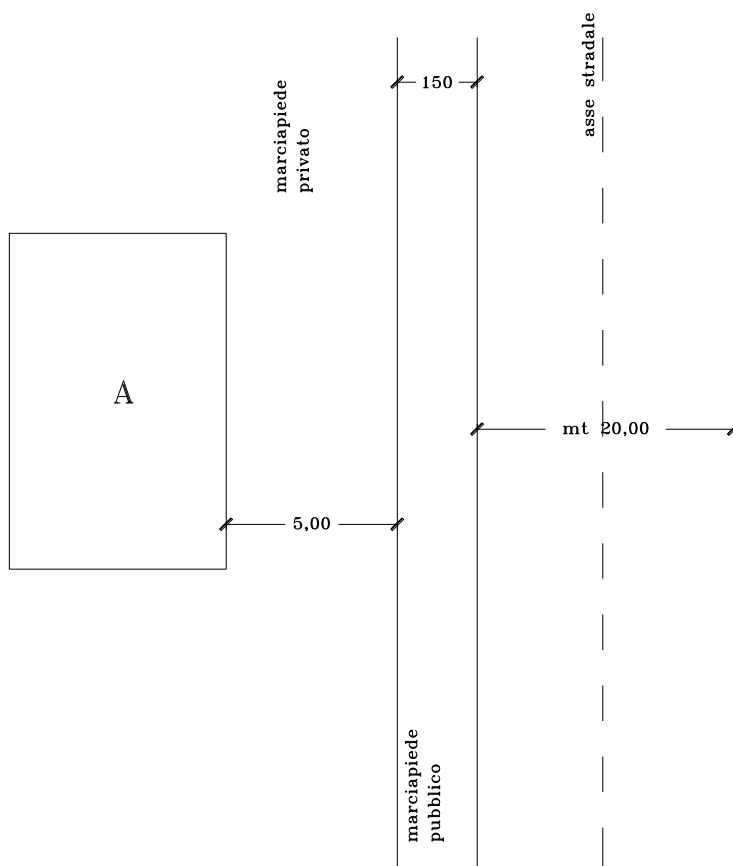 150
asse stradale
marciapiede
privato
A
mt 20,00
5,00
marciapiede
pubblico